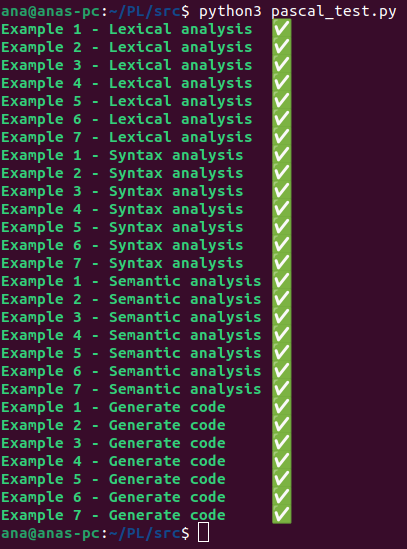 ana@anas-pc:~/PL/src$ python3 pascal_test.py
Example 1 - Lexical analysis ✅
Example 2 - Lexical analysis ✅
Example 3 - Lexical analysis ✅
Example 4 - Lexical analysis ✅
Example 5 - Lexical analysis ✅
Example 6 - Lexical analysis ✅
Example 7 - Lexical analysis ✅
Example 1 - Syntax analysis ✅
Example 2 - Syntax analysis ✅
Example 3 - Syntax analysis ✅
Example 4 - Syntax analysis ✅
Example 5 - Syntax analysis ✅
Example 6 - Syntax analysis ✅
Example 7 - Syntax analysis ✅
Example 1 - Semantic analysis ✅
Example 2 - Semantic analysis ✅
Example 3 - Semantic analysis ✅
Example 4 - Semantic analysis ✅
Example 5 - Semantic analysis ✅
Example 6 - Semantic analysis ✅
Example 7 - Semantic analysis ✅
Example 1 - Generate code ✅
Example 2 - Generate code ✅
Example 3 - Generate code ✅
Example 4 - Generate code ✅
Example 5 - Generate code ✅
Example 6 - Generate code ✅
Example 7 - Generate code ✅
ana@anas-pc:~/PL/src$